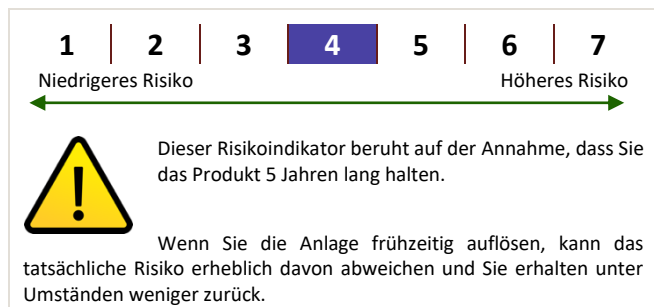 1 2 3 4 5 6 7
Niedrigeres Risiko Höheres Risiko
Dieser Risikoindikator beruht auf der Annahme, dass Sie
das Produkt 5 Jahren lang halten.
Wenn Sie die Anlage frühzeitig auflösen, kann das
tatsächliche Risiko erheblich davon abweichen und Sie erhalten unter
Umständen weniger zurück.